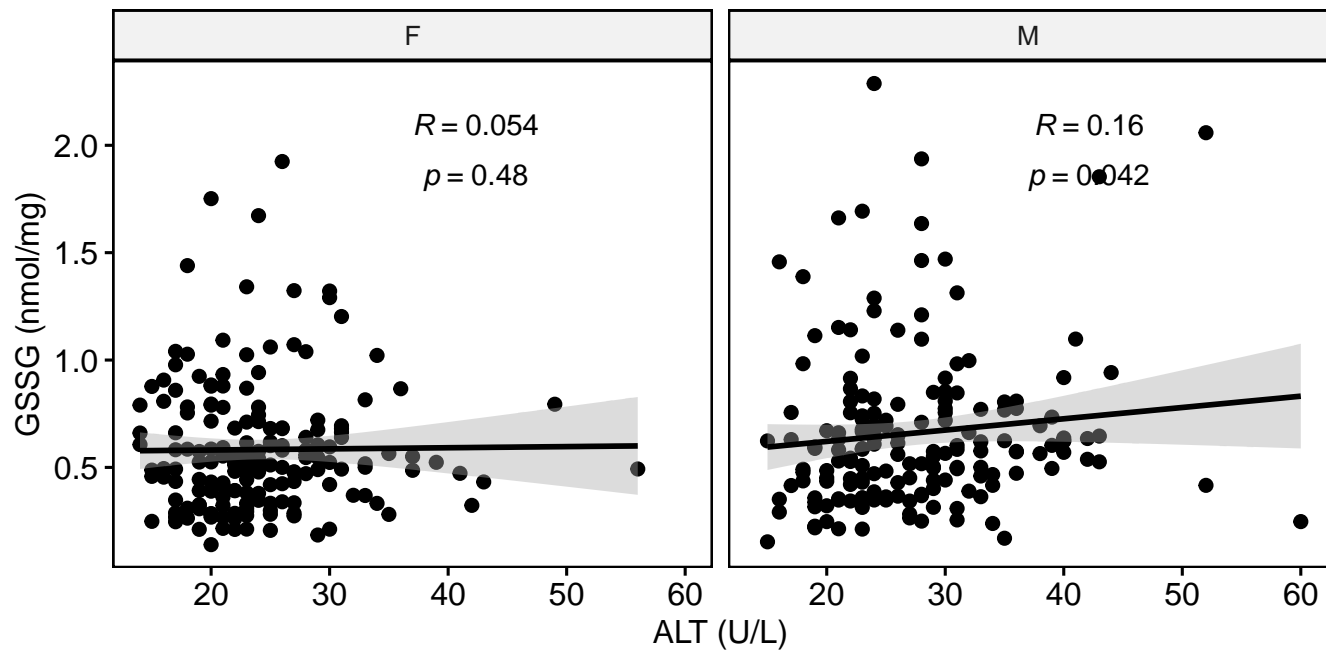 F
M
R = 0.054
p = 0.48
R = 0.16
p = 0.042
GSSG (nmol/mg)
2.0
1.5
1.0
0.5
20 30 40 50 60
20 30 40 50 60
ALT (U/L)